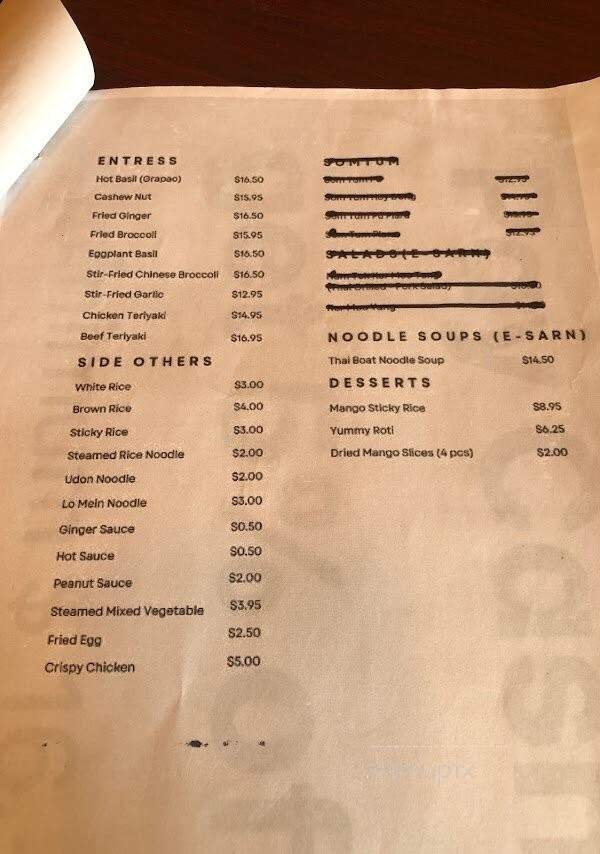 ENTRESS
Hot Basil (Grapao) $16.50
Cashew Nut $15.95
Fried Ginger $16.50
Fried Broccoli $15.95
Eggplant Basil $16.50
Stir-Fried Chinese Broccoli $16.50
Stir-Fried Garlic $12.95
Chicken Teriyaki $14.95
Beef Teriyaki $16.95
SIDE OTHERS
White Rice $3.00
Brown Rice $4.00
Sticky Rice $3.00
Steamed Rice Noodle $2.00
Udon Noodle $2.00
Lo Mein Noodle $3.00
Ginger Sauce $0.50
Hot Sauce $0.50
Peanut Sauce $2.00
Steamed Mixed Vegetable $3.95
Fried Egg $2.50
Crispy Chicken $5.00
SOMTUM
SALADS(E-SARN)
(Thai Grilled Pork Salad)
NOODLE SOUPS (E-SARN)
Thai Boat Noodle Soup $14.50
DESSERTS
Mango Sticky Rice $8.95
Yummy Roti $6.25
Dried Mango Slices (4 pcs) $2.00